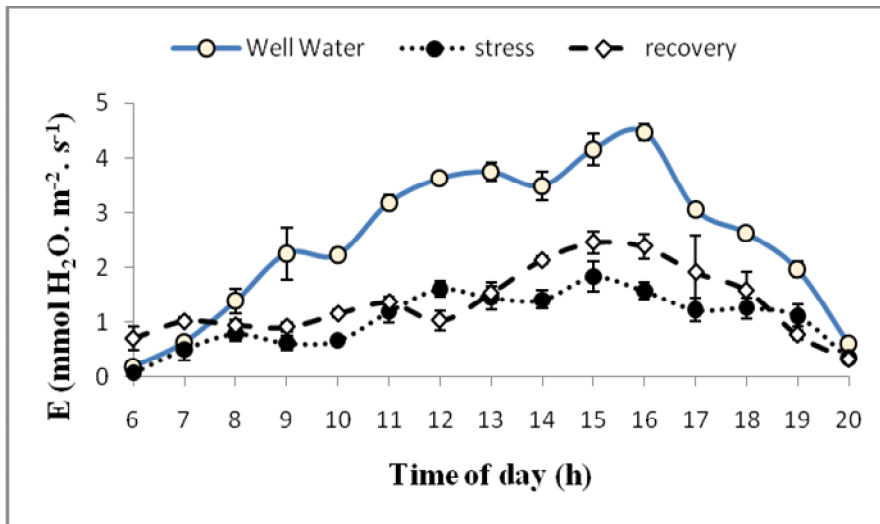 Well Water stress recovery
E (mmol H₂O. m⁻². s⁻¹)
5
4
3
2
1
0
6 7 8 9 10 11 12 13 14 15 16 17 18 19 20
Time of day (h)